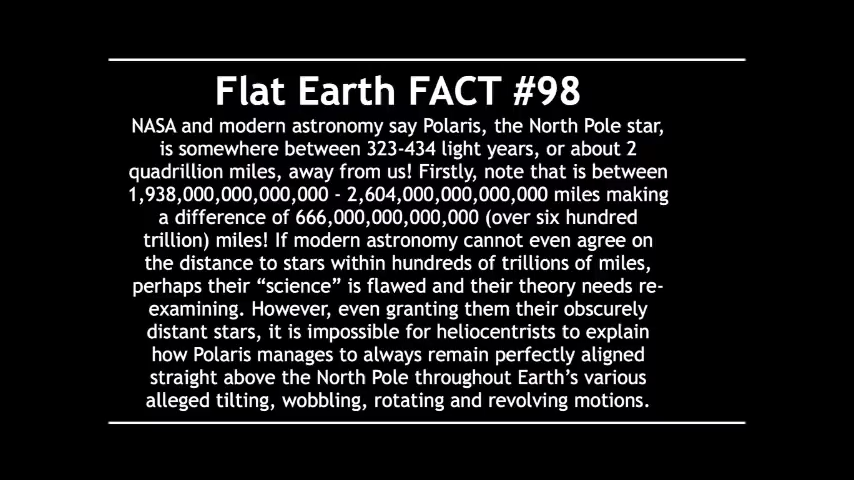 Flat Earth FACT #98
NASA and modern astronomy say Polaris, the North Pole star,
is somewhere between 323-434 light years, or about 2
quadrillion miles, away from us! Firstly, note that is between
1,938,000,000,000,000 - 2,604,000,000,000,000 miles making
a difference of 666,000,000,000,000 (over six hundred
trillion) miles! If modern astronomy cannot even agree on
the distance to stars within hundreds of trillions of miles,
perhaps their “science” is flawed and their theory needs re-
examining. However, even granting them their obscurely
distant stars, it is impossible for heliocentrists to explain
how Polaris manages to always remain perfectly aligned
straight above the North Pole throughout Earth’s various
alleged tilting, wobbling, rotating and revolving motions.